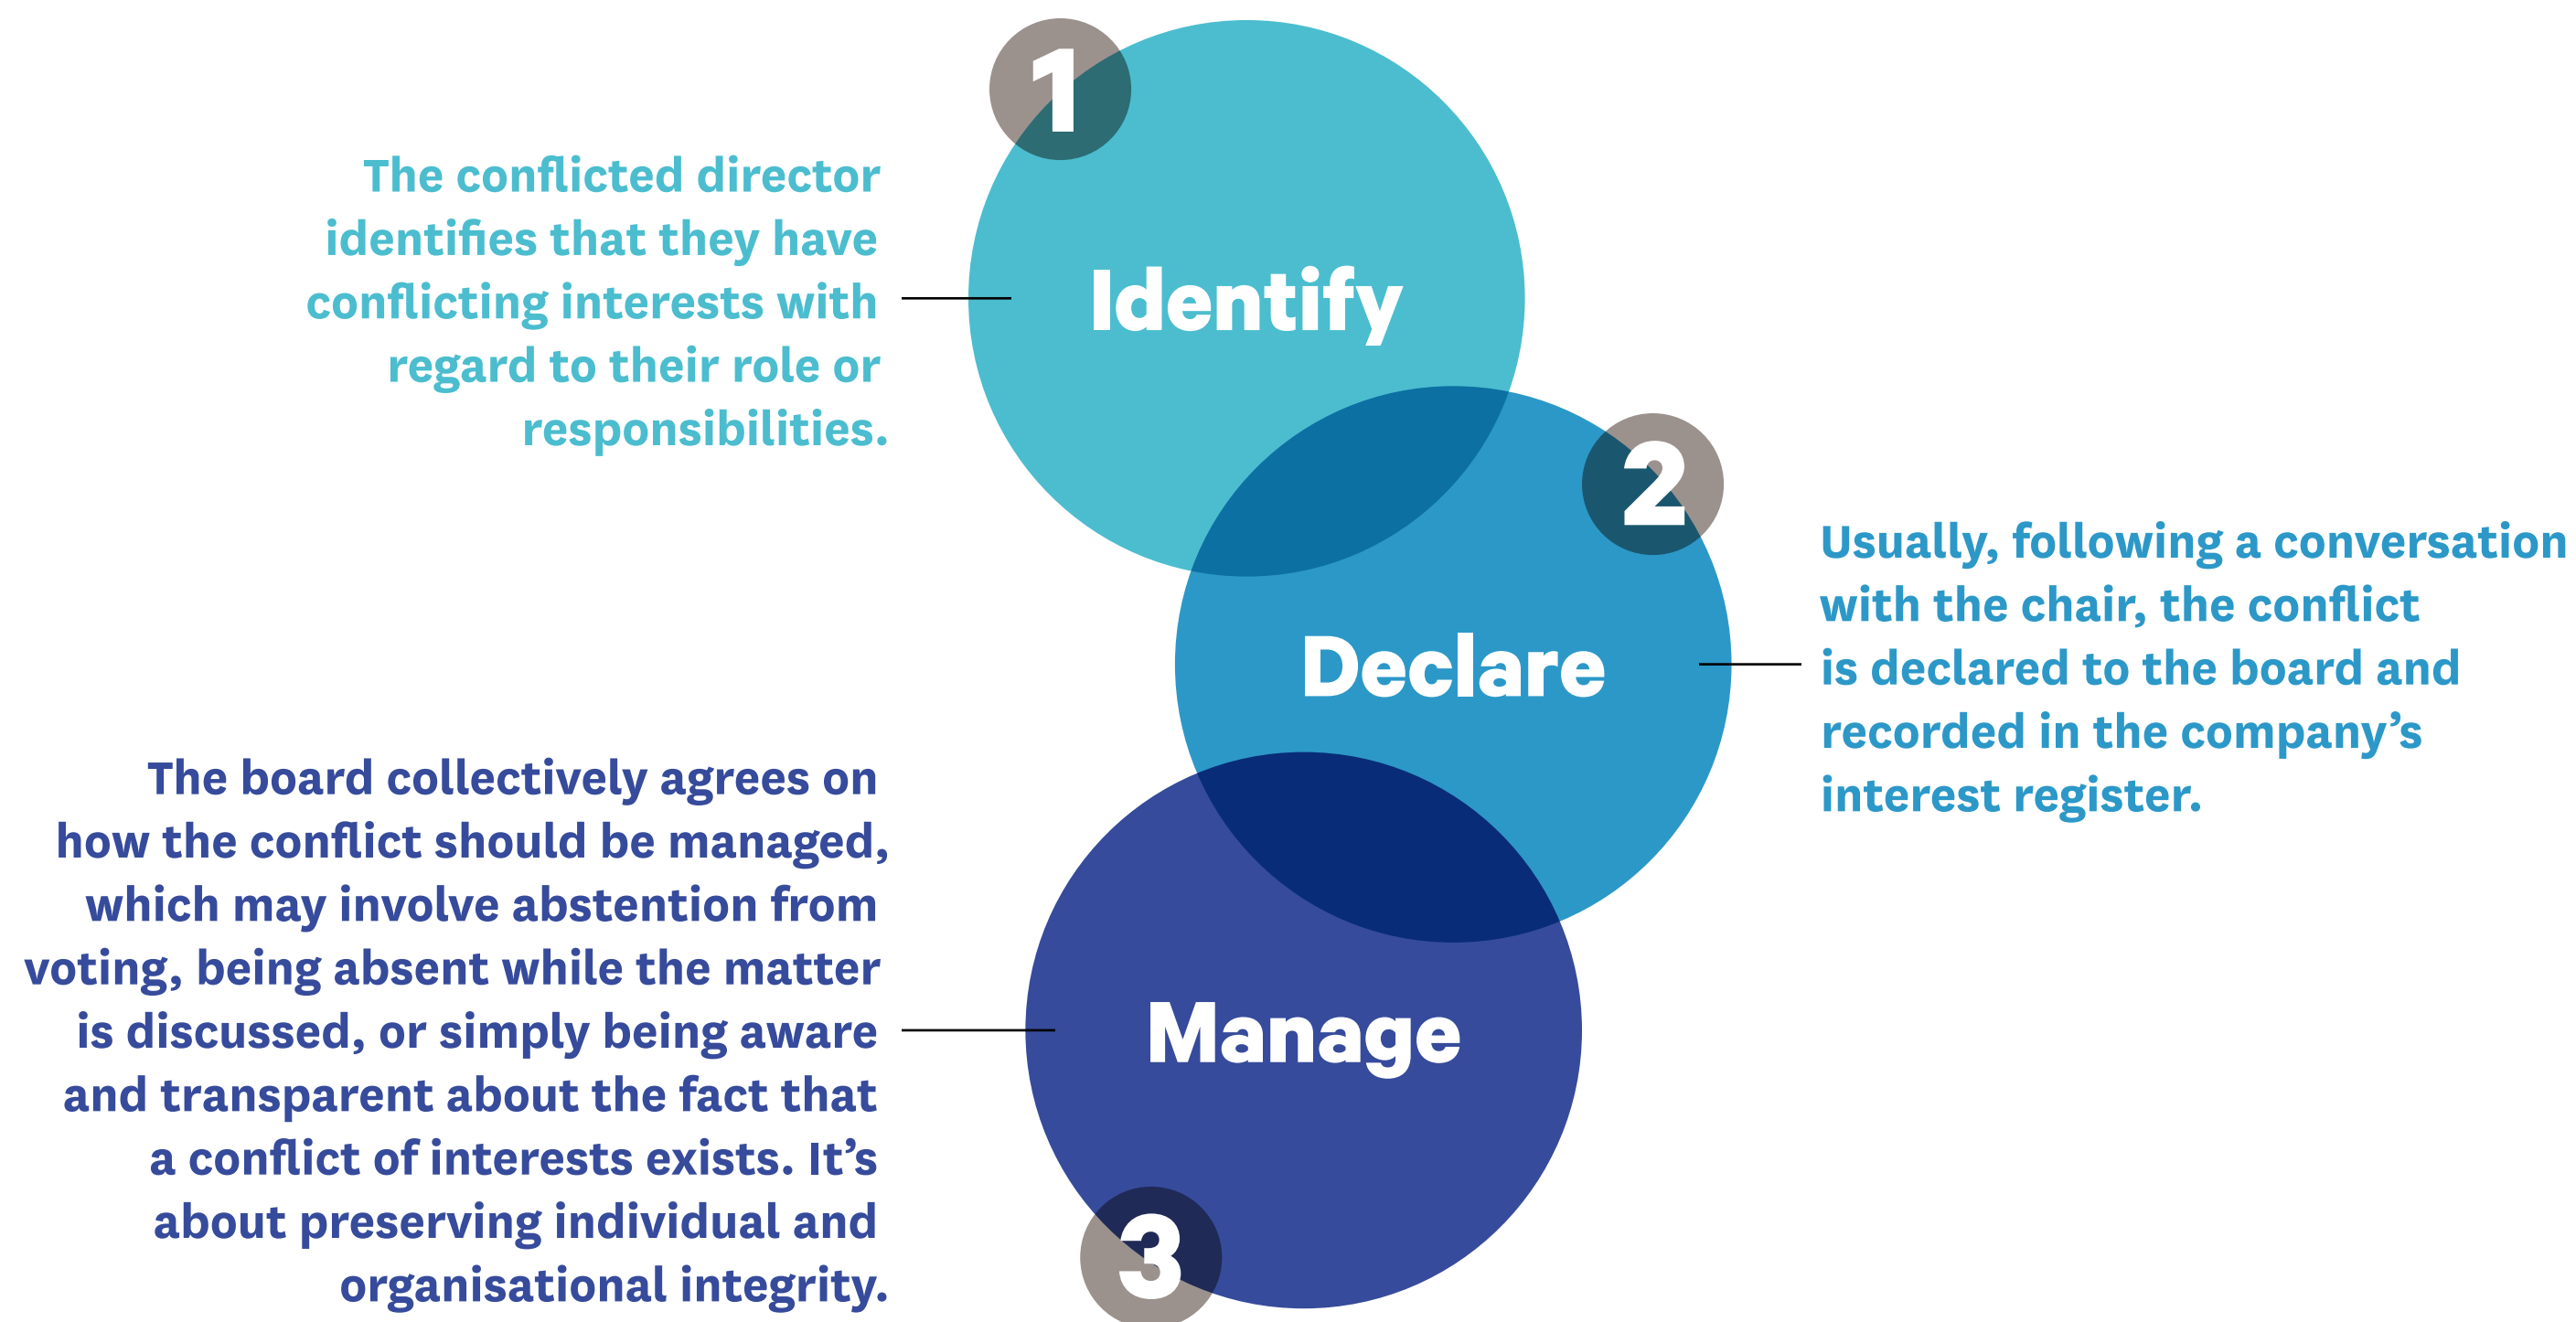 1
The conflicted director
identifies that they have
conflicting interests with
regard to their role or
responsibilities.
Identify
2
Declare
Usually, following a conversation
with the chair, the conflict
is declared to the board and
recorded in the company’s
interest register.
The board collectively agrees on
how the conflict should be managed,
which may involve abstention from
voting, being absent while the matter
is discussed, or simply being aware
and transparent about the fact that
a conflict of interests exists. It’s
about preserving individual and
organisational integrity.
Manage
3